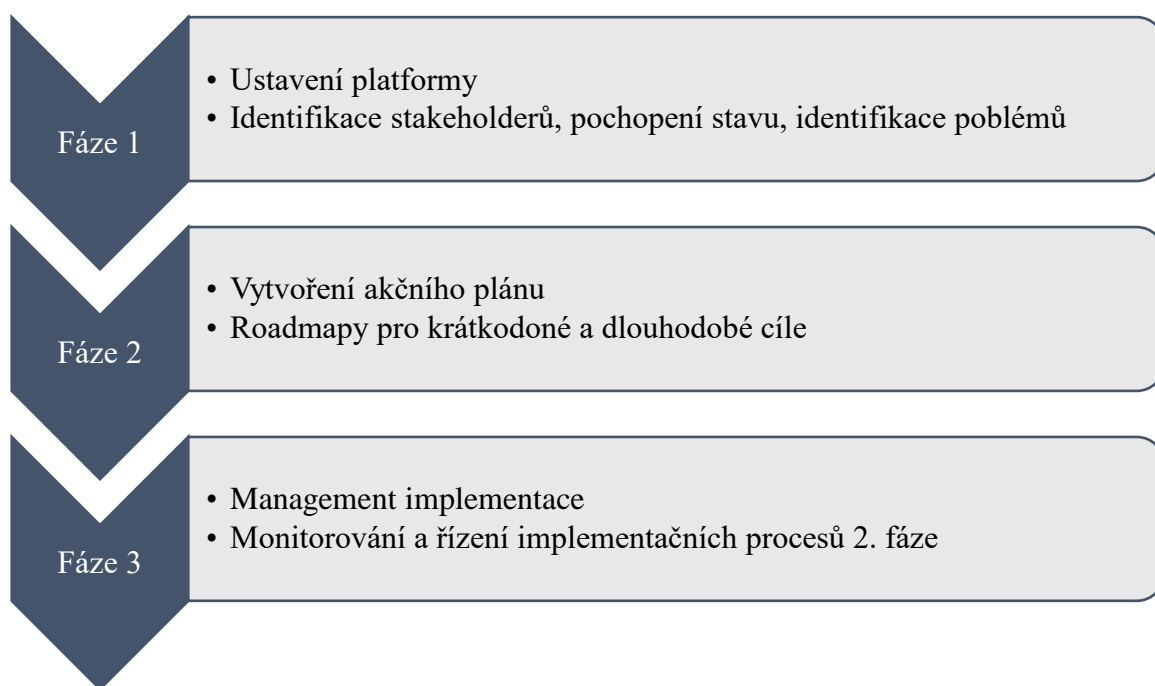 Fáze 1
• Ustavení platformy
• Identifikace stakeholderů, pochopení stavu, identifikace poblémů
Fáze 2
• Vytvoření akčního plánu
• Roadmapy pro krátkodoné a dlouhodobé cíle
Fáze 3
• Management implementace
• Monitorování a řízení implementačních procesů 2. fáze